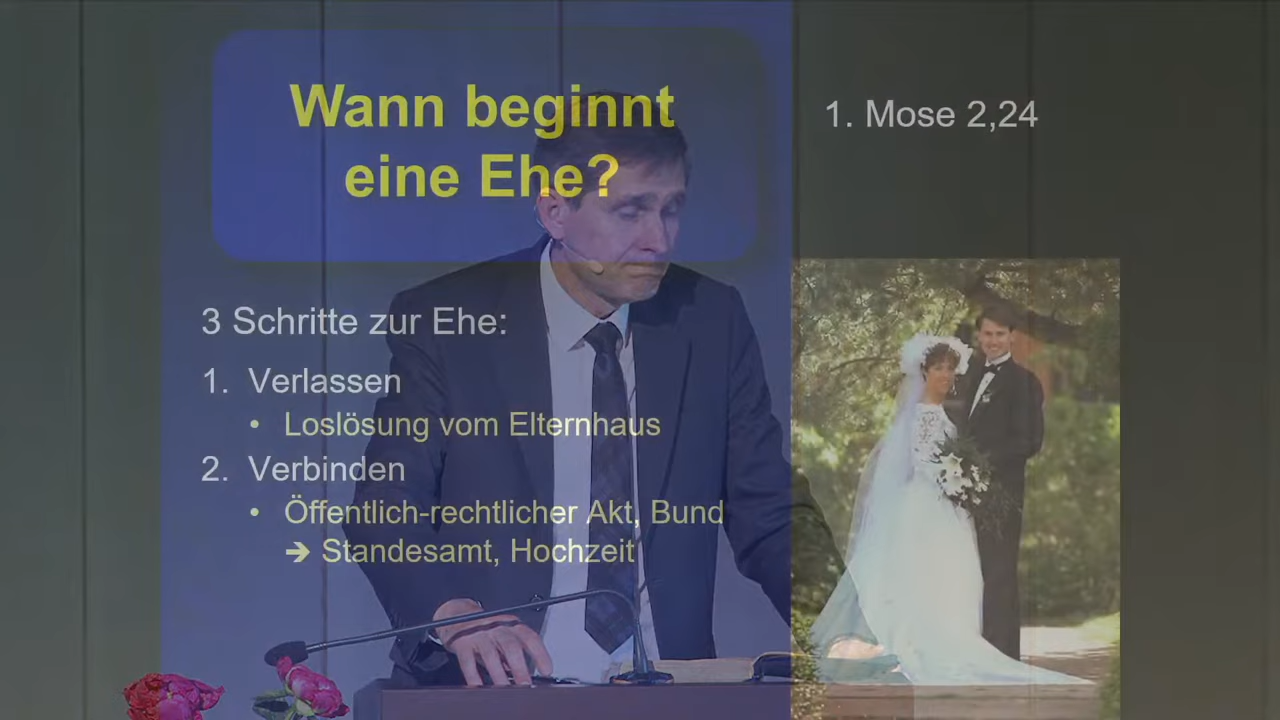 Wann beginnt
eine Ehe?
1. Mose 2,24
3 Schritte zur Ehe:
1. Verlassen
• Loslösung vom Elternhaus
2. Verbinden
• Öffentlich-rechtlicher Akt, Bund
➔ Standesamt, Hochzeit